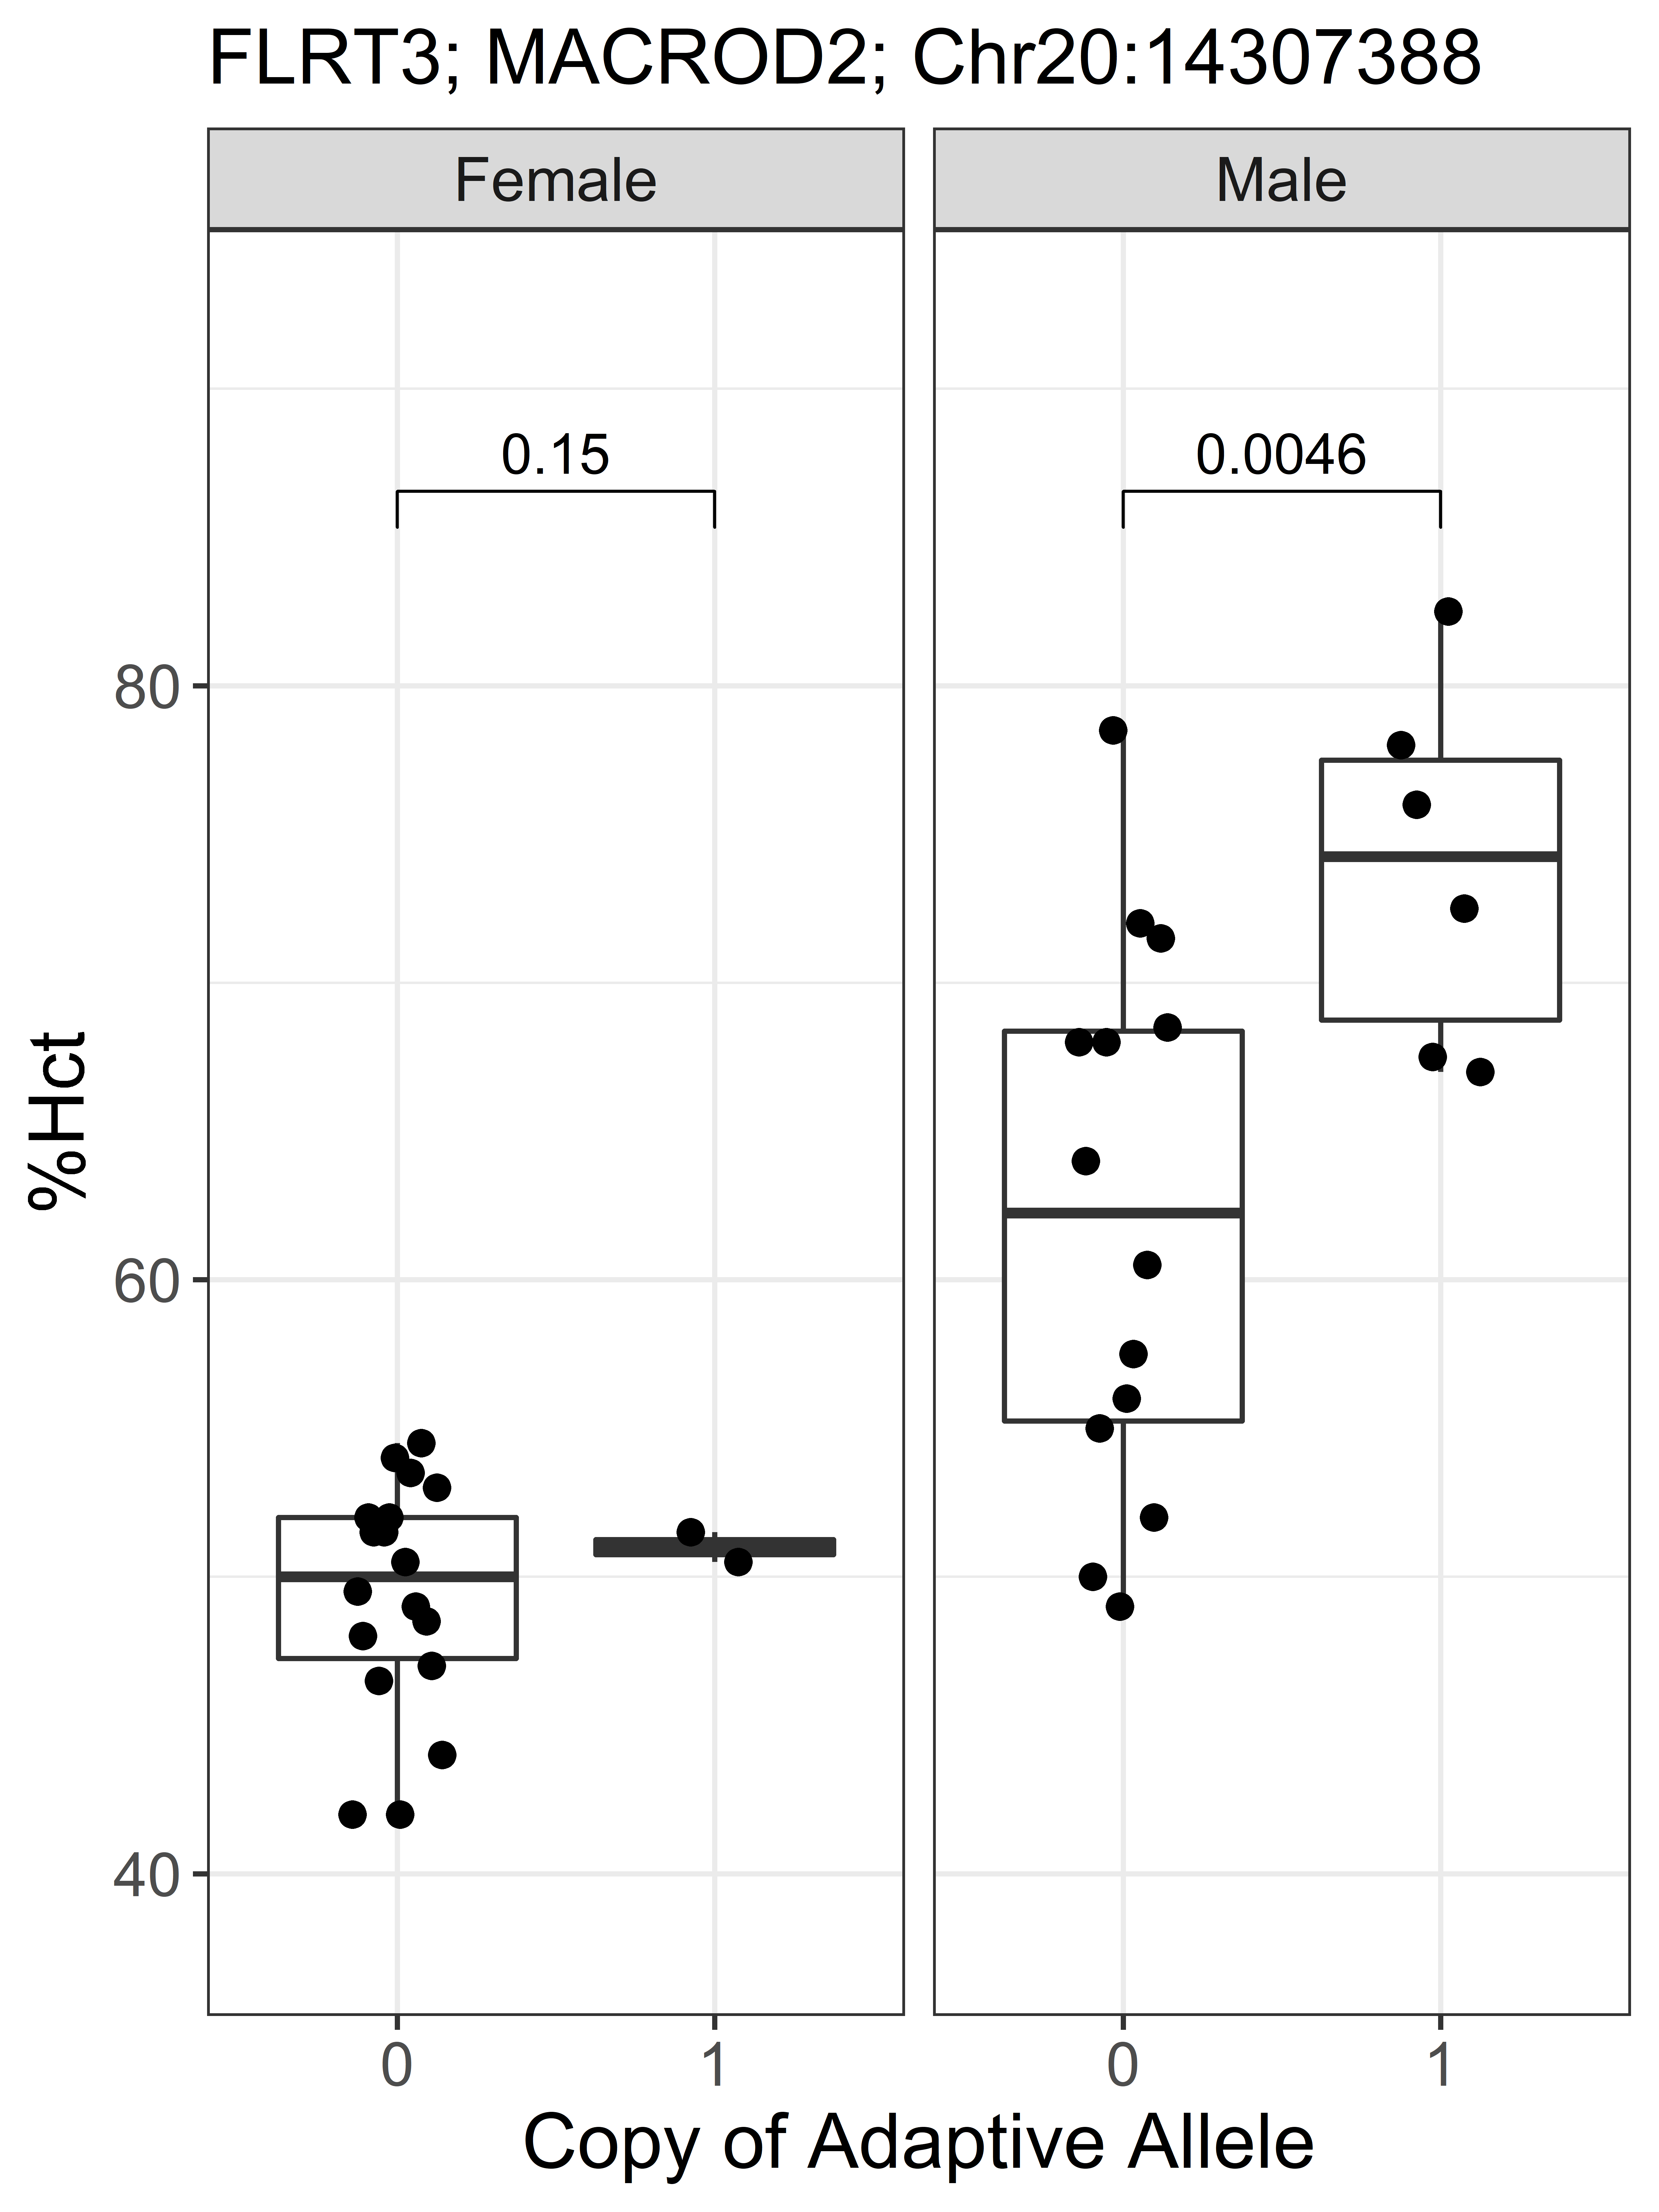 FLRT3; MACROD2; Chr20:14307388
Female
Male
0.15
0.0046
80
60
40
%Hct
0 1
0 1
Copy of Adaptive Allele